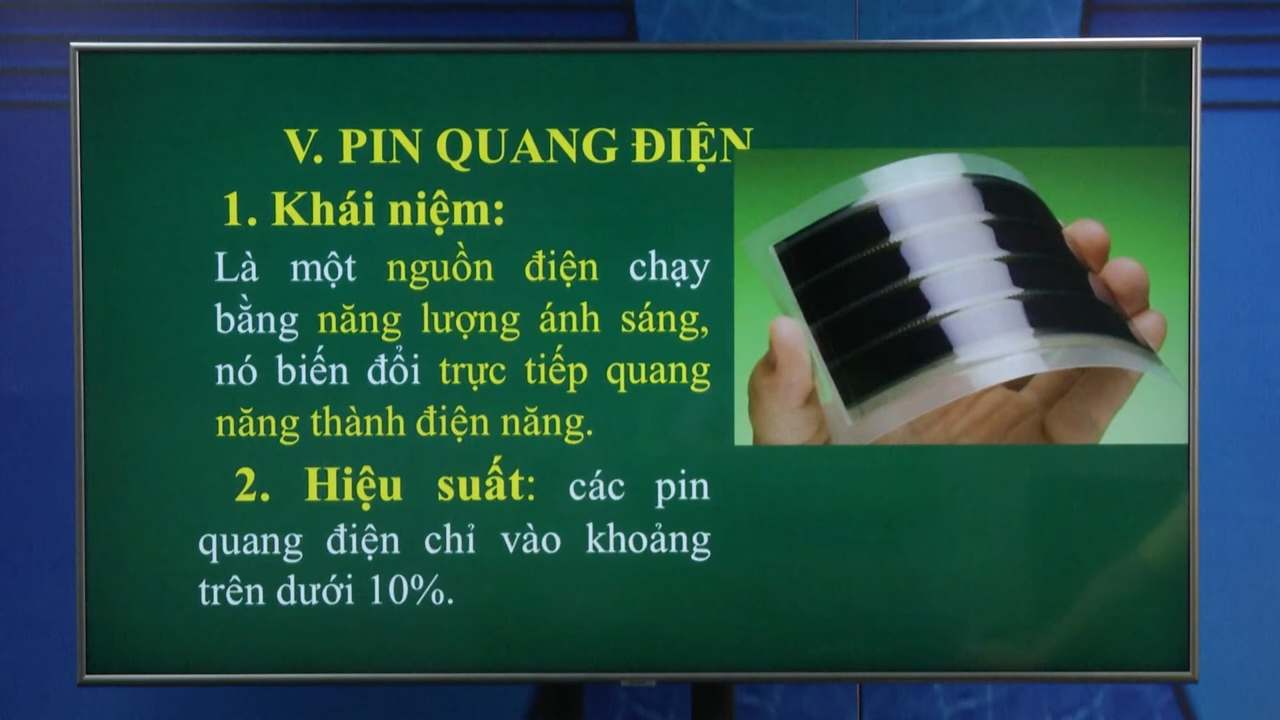 V. PIN QUANG ĐIỆN
1. Khái niệm:
Là một nguồn điện chạy
bằng năng lượng ánh sáng,
nó biến đổi trực tiếp quang
năng thành điện năng.
2. Hiệu suất: các pin
quang điện chỉ vào khoảng
trên dưới 10%.